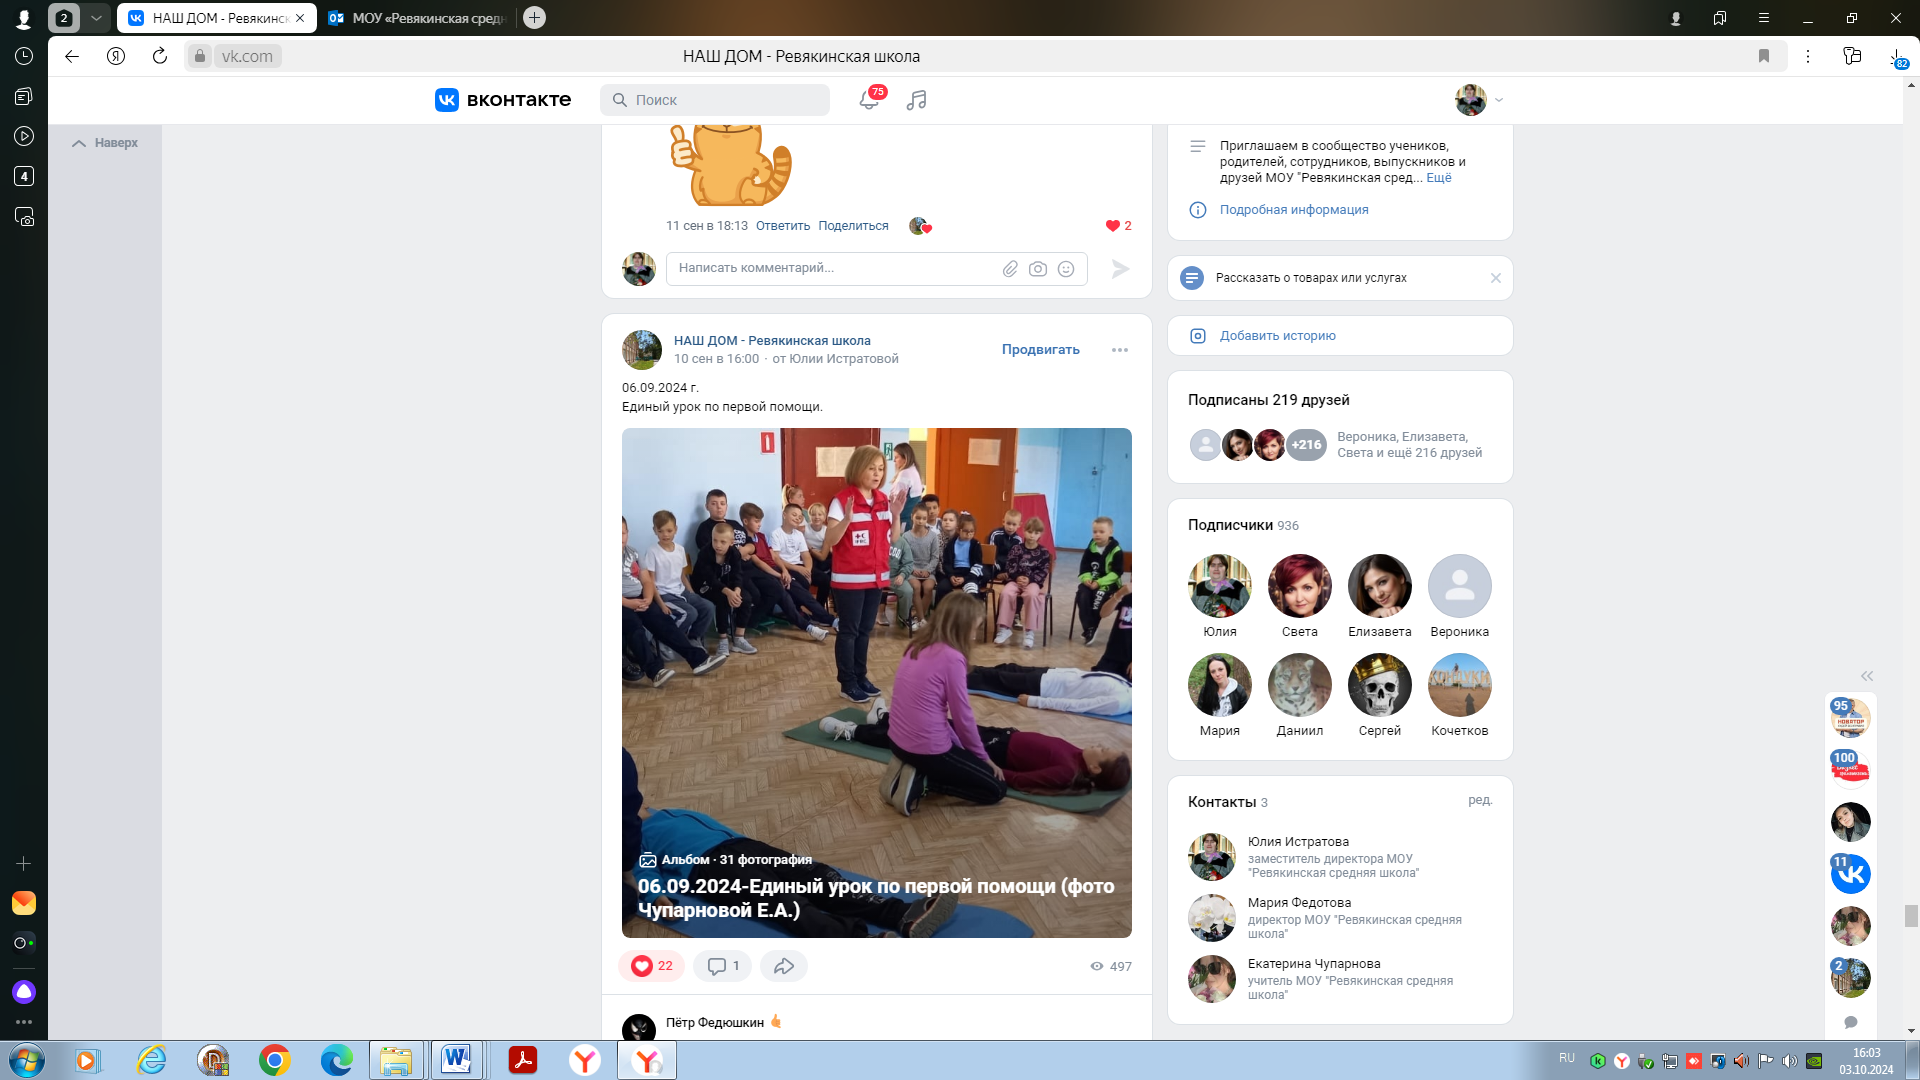 2
НАШ ДОМ - Ревякинск
МОУ «Ревякинская средн
vk.com
НАШ ДОМ - Ревякинская школа
82
вконтакте
Поиск
75
4
Наверх
11 сен в 18:13 Ответить Поделиться
2
Написать комментарий...
НАШ ДОМ - Ревякинская школа
10 сен в 16:00 · от Юлии Истратовой
Продвигать
06.09.2024 г.
Единый урок по первой помощи.
Альбом · 31 фотография
06.09.2024-Единый урок по первой помощи (фото
Чупарновой Е.А.)
22
1
497
Пётр Федюшкин
Приглашаем в сообщество учеников,
родителей, сотрудников, выпускников и
друзей МОУ "Ревякинская сред... Ещё
Подробная информация
Рассказать о товарах или услугах
Добавить историю
Подписаны 219 друзей
+216
Вероника, Елизавета,
Света и ещё 216 друзей
Подписчики 936
Юлия
Света
Елизавета
Вероника
Мария
Даниил
Сергей
Кочетков
Контакты 3
ред.
Юлия Истратова
заместитель директора МОУ
"Ревякинская средняя школа"
Мария Федотова
директор МОУ "Ревякинская средняя
школа"
Екатерина Чупарнова
учитель МОУ "Ревякинская средняя
школа"
95
НОВАТОР
100
11
2
RU
16:03
03.10.2024